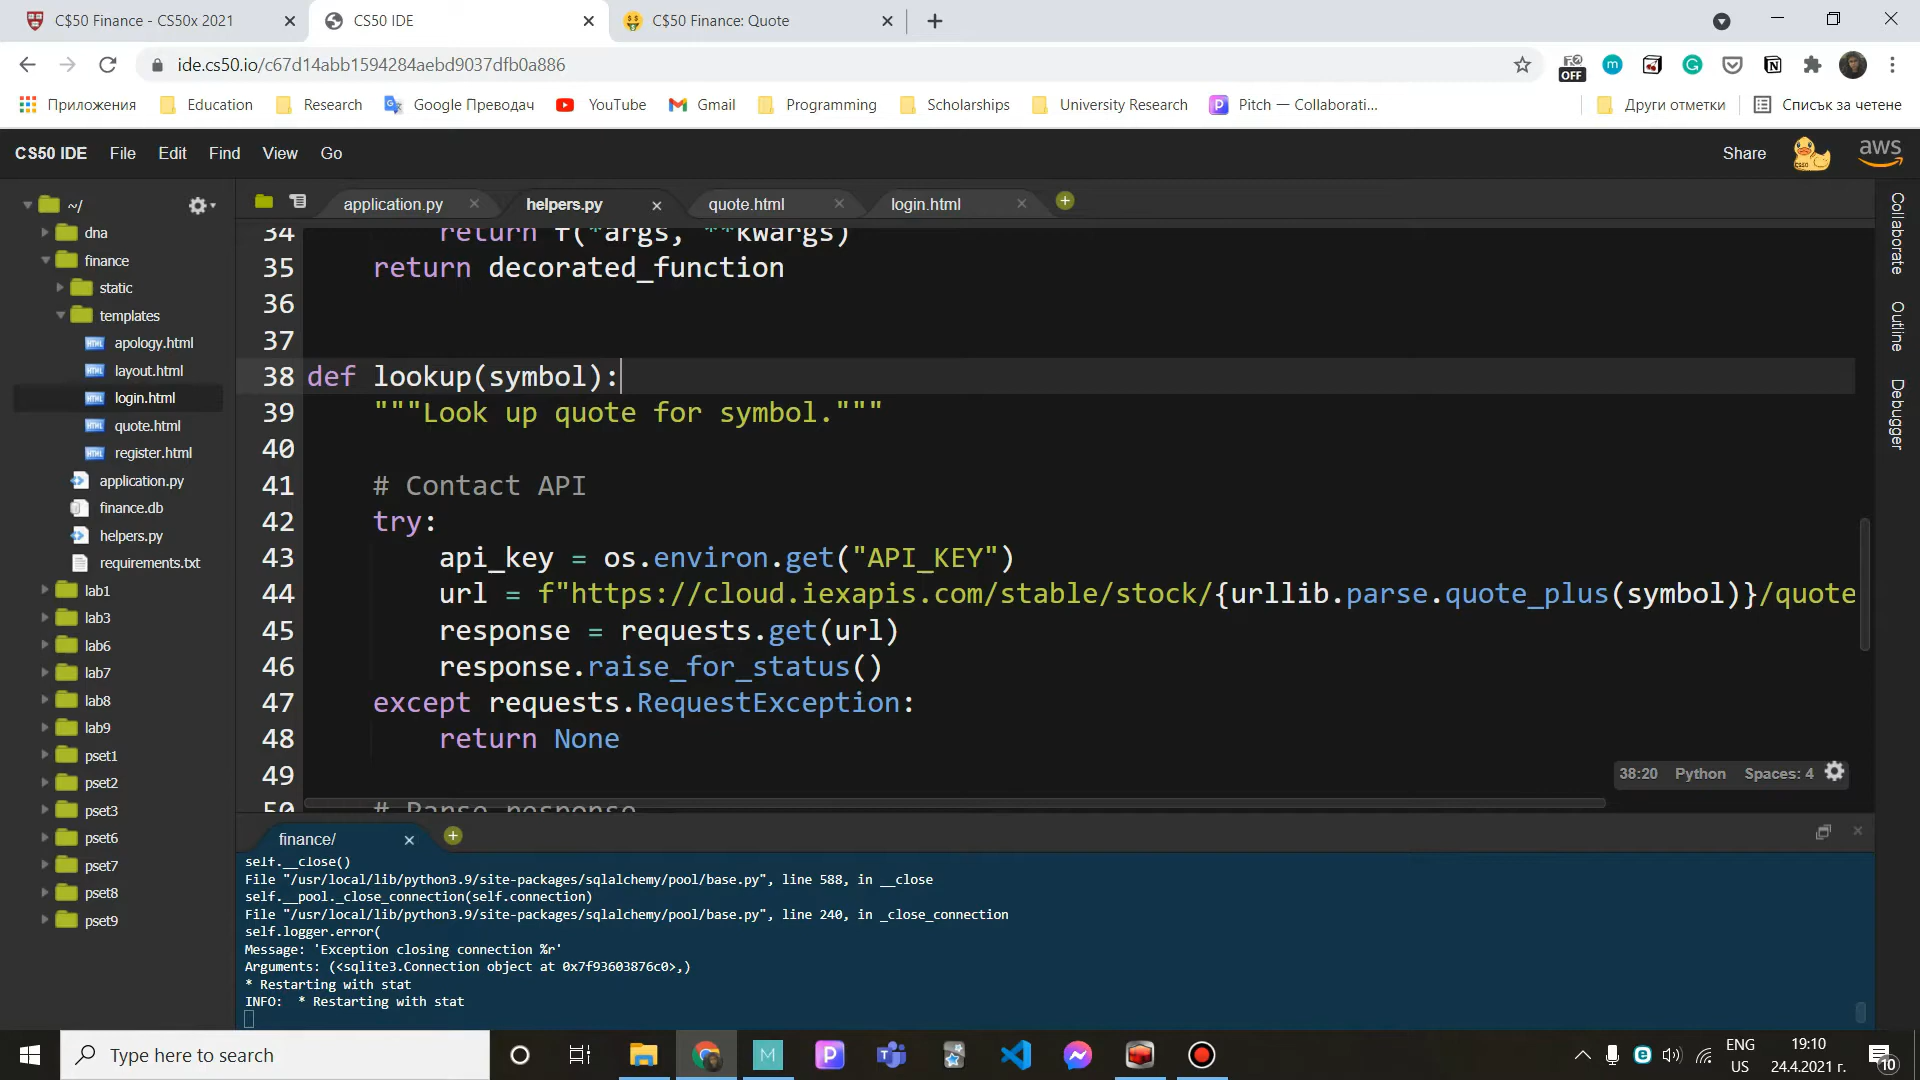 C$50 Finance - CS50x 2021
CS50 IDE
C$50 Finance: Quote
ide.cs50.io/c67d14abb1594284aebd9037dfb0a886
OFF
Приложения
Education
Research
Google Преводач
YouTube
Gmail
Programming
Scholarships
University Research
Pitch — Collaborati...
Други отметки
Списък за четене
CS50 IDE
File
Edit
Find
View
Go
Share
aws
~/
dna
finance
static
templates
apology.html
layout.html
login.html
quote.html
register.html
application.py
finance.db
helpers.py
requirements.txt
lab1
lab3
lab6
lab7
lab8
lab9
pset1
pset2
pset3
pset6
pset7
pset8
pset9
application.py
helpers.py
quote.html
login.html
34 return f(*args, **kwargs)
35 return decorated_function
36
37
38 def lookup(symbol):
39 """Look up quote for symbol."""
40
41 # Contact API
42 try:
43 api_key = os.environ.get("API_KEY")
44 url = f"https://cloud.iexapis.com/stable/stock/{urllib.parse.quote_plus(symbol)}/quote
45 response = requests.get(url)
46 response.raise_for_status()
47 except requests.RequestException:
48 return None
49
50 # Parse response
38:20 Python Spaces: 4
Collaborate
Outline
Debugger
finance/
self.__close()
File "/usr/local/lib/python3.9/site-packages/sqlalchemy/pool/base.py", line 588, in __close
self.__pool._close_connection(self.connection)
File "/usr/local/lib/python3.9/site-packages/sqlalchemy/pool/base.py", line 240, in _close_connection
self.logger.error(
Message: 'Exception closing connection %r'
Arguments: (<sqlite3.Connection object at 0x7f93603876c0>,)
* Restarting with stat
INFO: * Restarting with stat
Type here to search
ENG
US
19:10
24.4.2021 г.
10